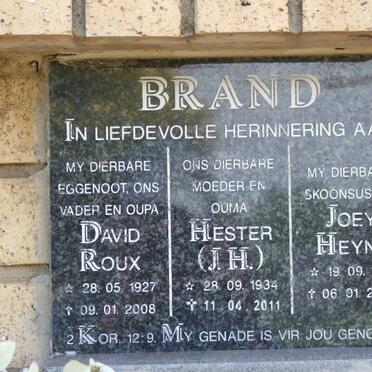 BRAND
IN LIEFDEVOLLE HERINNERING AA
MY DIERBARE
EGGENOOT, ONS
VADER EN OUPA
DAVID
ROUX
☆ 28. 05. 1927
✝ 09. 01. 2008
ONS DIERBARE
MOEDER EN
OUMA
HESTER
(J. H.)
☆ 28. 09. 1934
✝ 11. 04. 2011
MY DIERBA
SKOONSUS
JOEY
HEYN
☆ 19. 09.
✝ 06. 01. 2
2 KOR. 12: 9. MY GENADE IS VIR JOU GENO